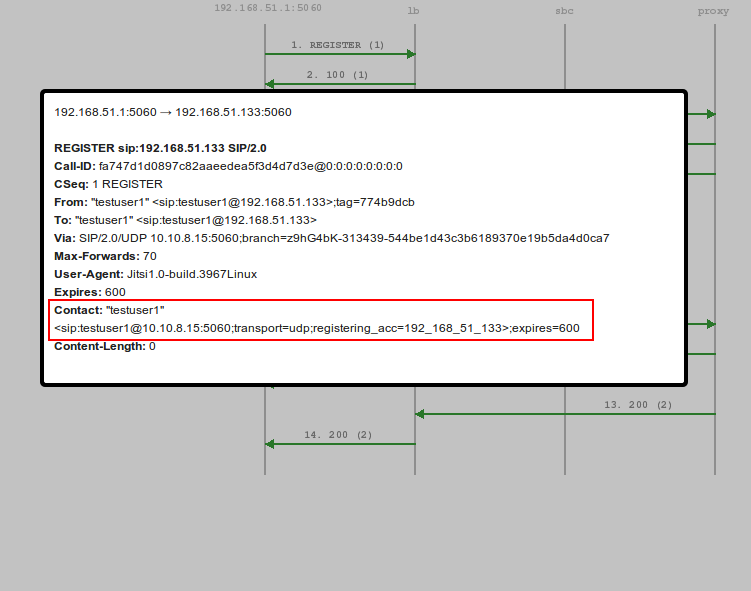 192.168.51.1:5060
lb
sbc
proxy
1. REGISTER (1)
2. 100 (1)
192.168.51.1:5060 → 192.168.51.133:5060
REGISTER sip:192.168.51.133 SIP/2.0
Call-ID: fa747d1d0897c82aaeedea5f3d4d7d3e@0:0:0:0:0:0:0:0
CSeq: 1 REGISTER
From: "testuser1" <sip:testuser1@192.168.51.133>;tag=774b9dcb
To: "testuser1" <sip:testuser1@192.168.51.133>
Via: SIP/2.0/UDP 10.10.8.15:5060;branch=z9hG4bK-313439-544be1d43c3b6189370e19b5da4d0ca7
Max-Forwards: 70
User-Agent: Jitsi1.0-build.3967Linux
Expires: 600
Contact: "testuser1"
<sip:testuser1@10.10.8.15:5060;transport=udp;registering_acc=192_168_51_133>;expires=600
Content-Length: 0
13. 200 (2)
14. 200 (2)